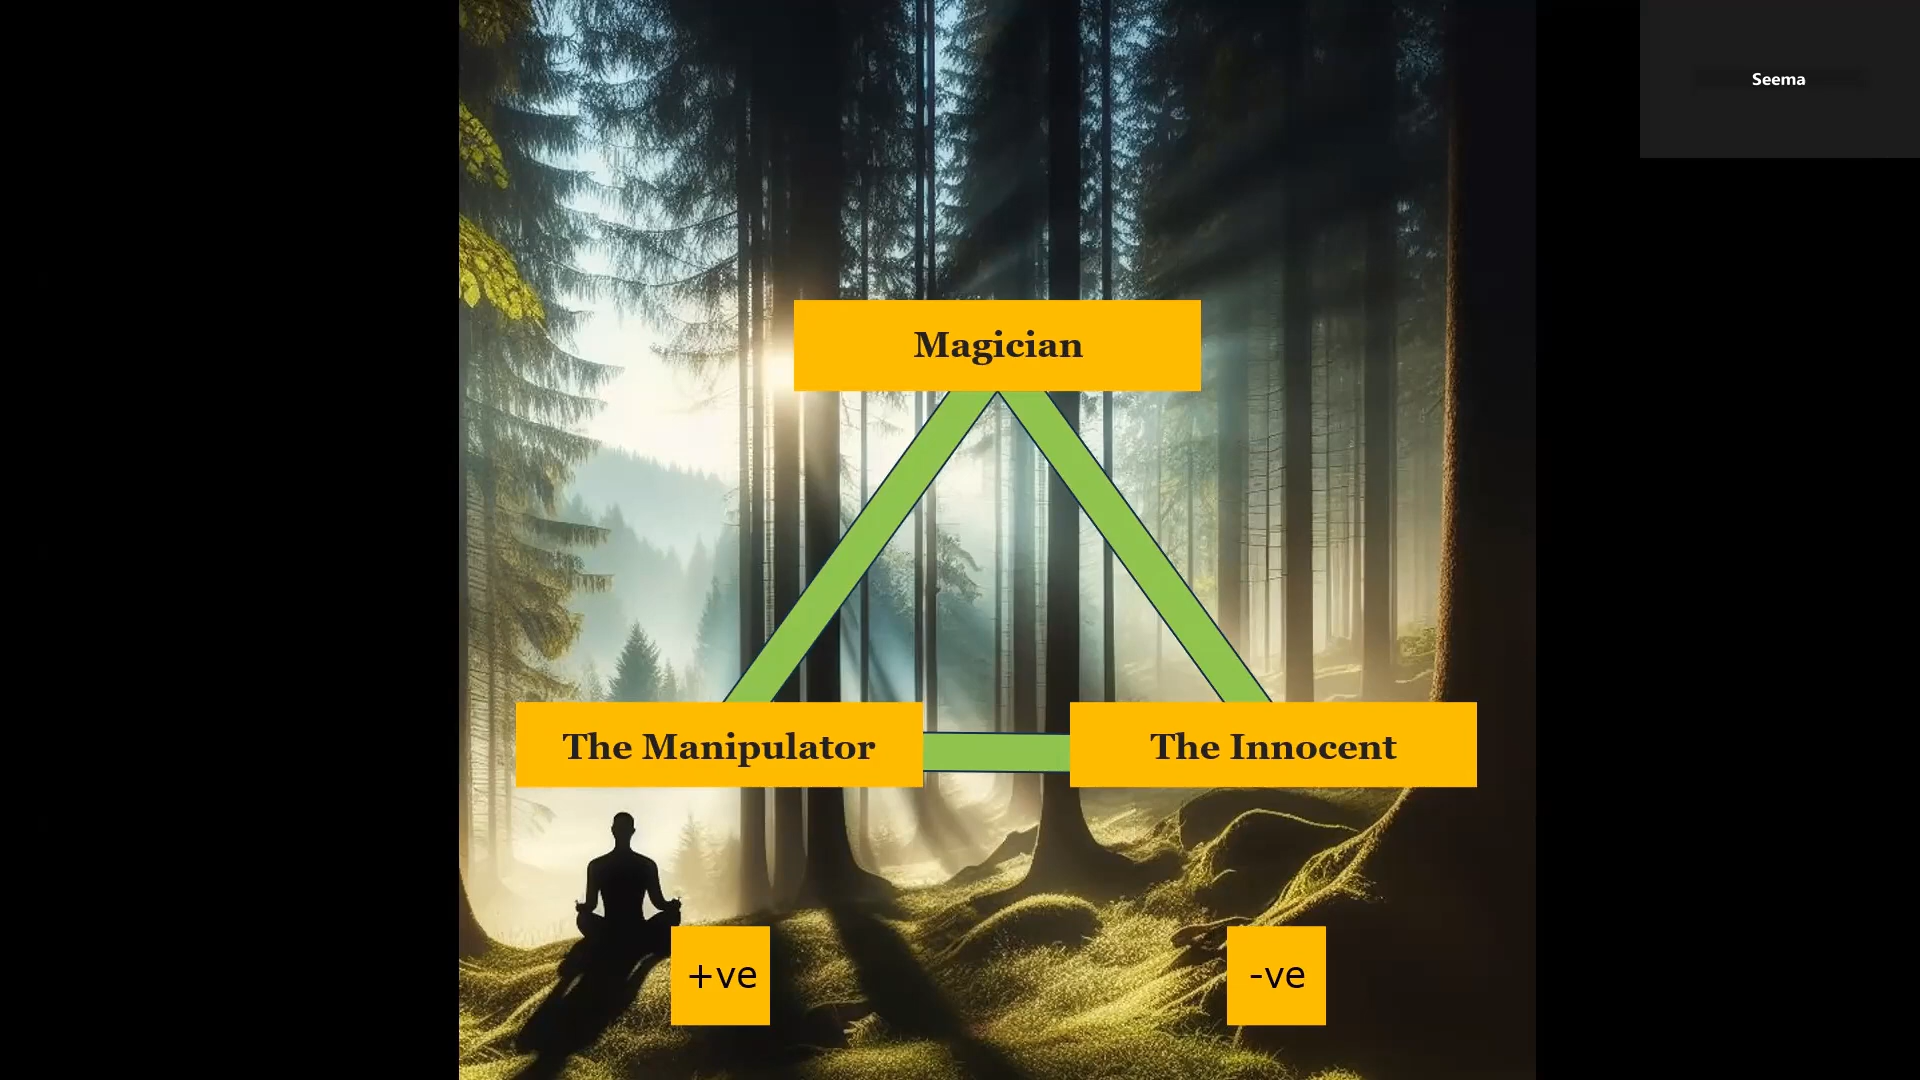 Seema
Magician
The Manipulator
The Innocent
+ve
-ve